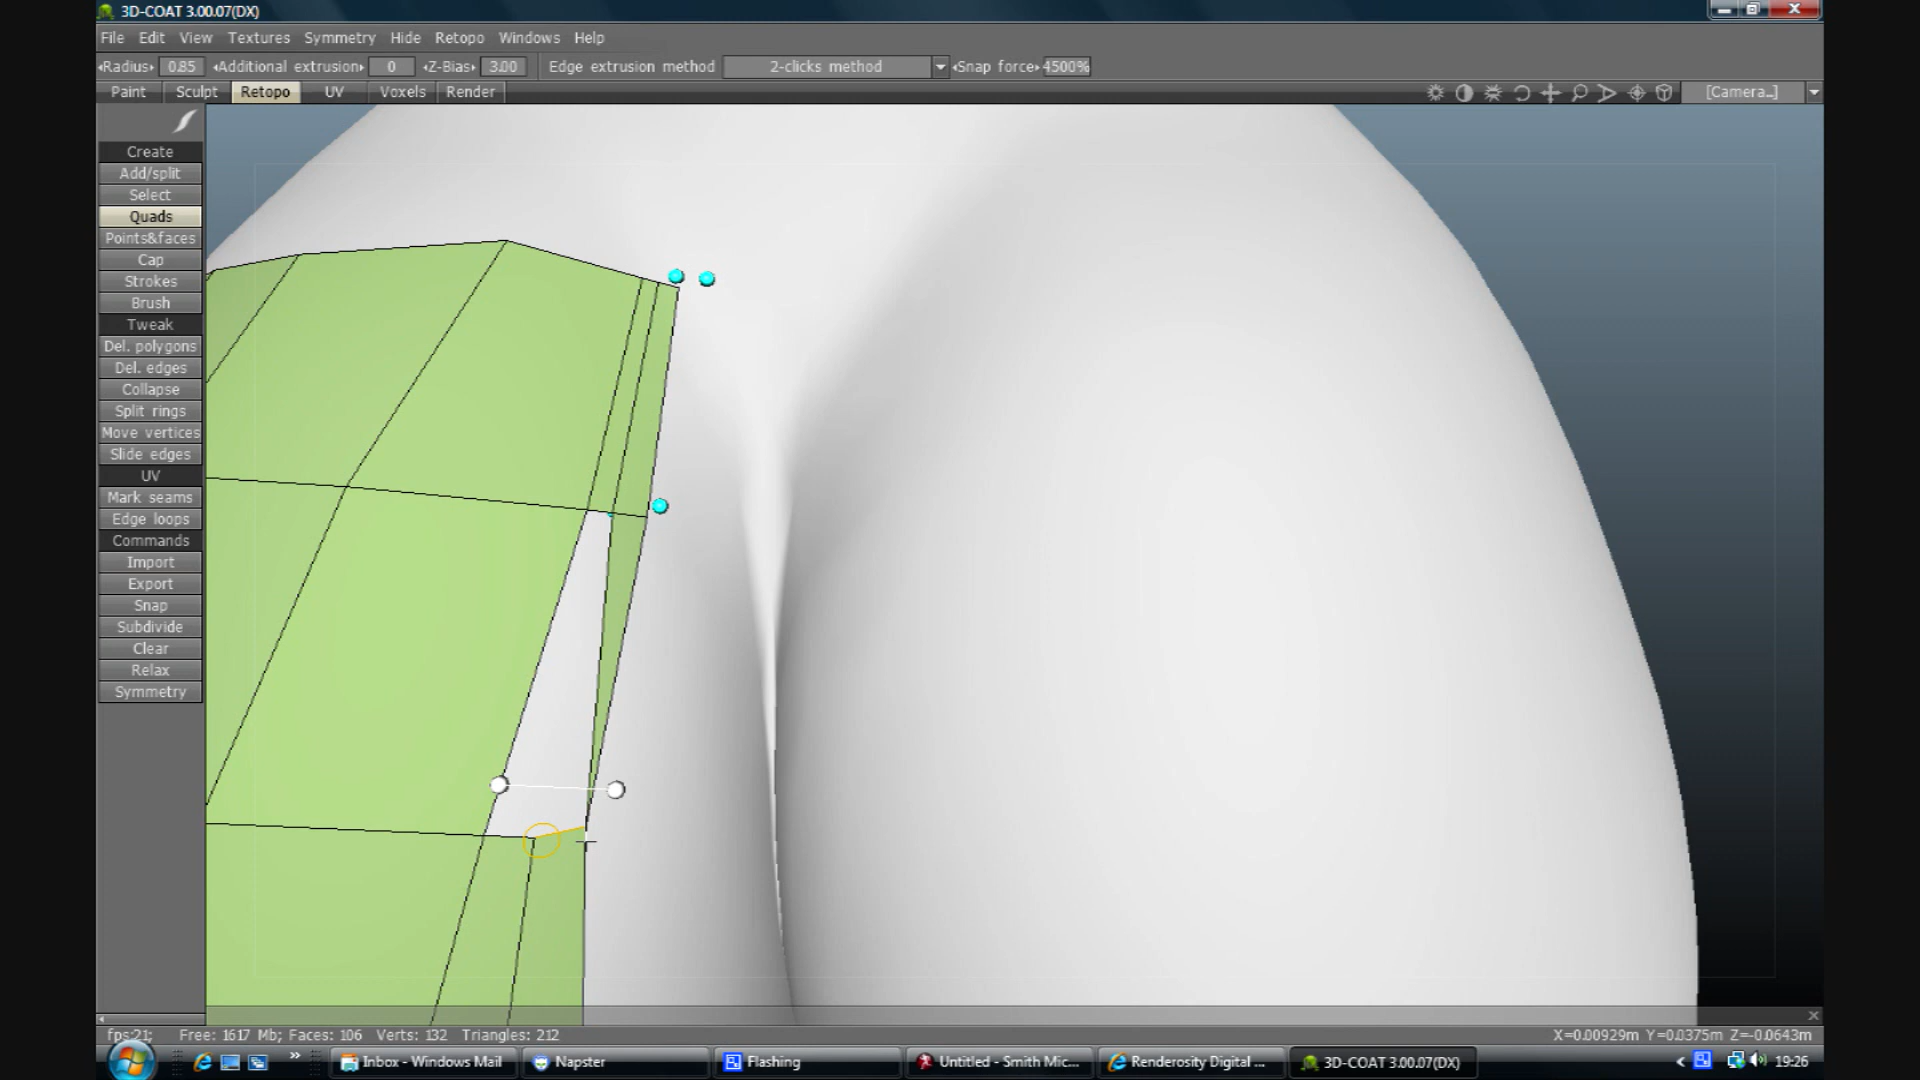 3D-COAT 3.00.07(DX)
File Edit View Textures Symmetry Hide Retopo Windows Help
Radius 0.85 Additional extrusion 0 Z-Bias 3.00 Edge extrusion method 2-clicks method Snap force 4500%
Paint Sculpt Retopo UV Voxels Render [Camera..]
Create
Add/split
Select
Quads
Points&faces
Cap
Strokes
Brush
Tweak
Del. polygons
Del. edges
Collapse
Split rings
Move vertices
Slide edges
UV
Mark seams
Edge loops
Commands
Import
Export
Snap
Subdivide
Clear
Relax
Symmetry
fps:21; Free: 1617 Mb; Faces: 106 Verts: 132 Triangles: 212 X=0.00929m Y=0.0375m Z=-0.0643m
Inbox - Windows Mail Napster Flashing Untitled - Smith Mic... Renderosity Digital ... 3D-COAT 3.00.07(DX) 19:26